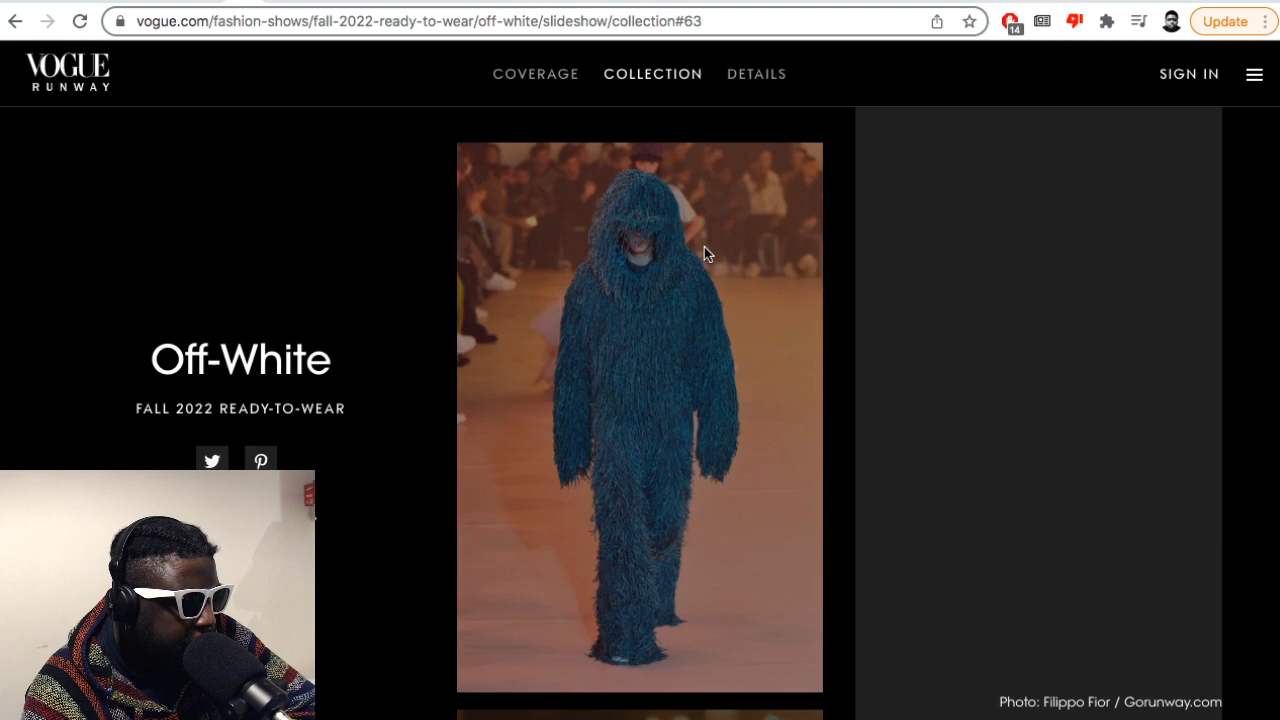 vogue.com/fashion-shows/fall-2022-ready-to-wear/off-white/slideshow/collection#63
14
Update
VOGUE
RUNWAY
COVERAGE
COLLECTION
DETAILS
SIGN IN
Off-White
FALL 2022 READY-TO-WEAR
Photo: Filippo Fior / Gorunway.com